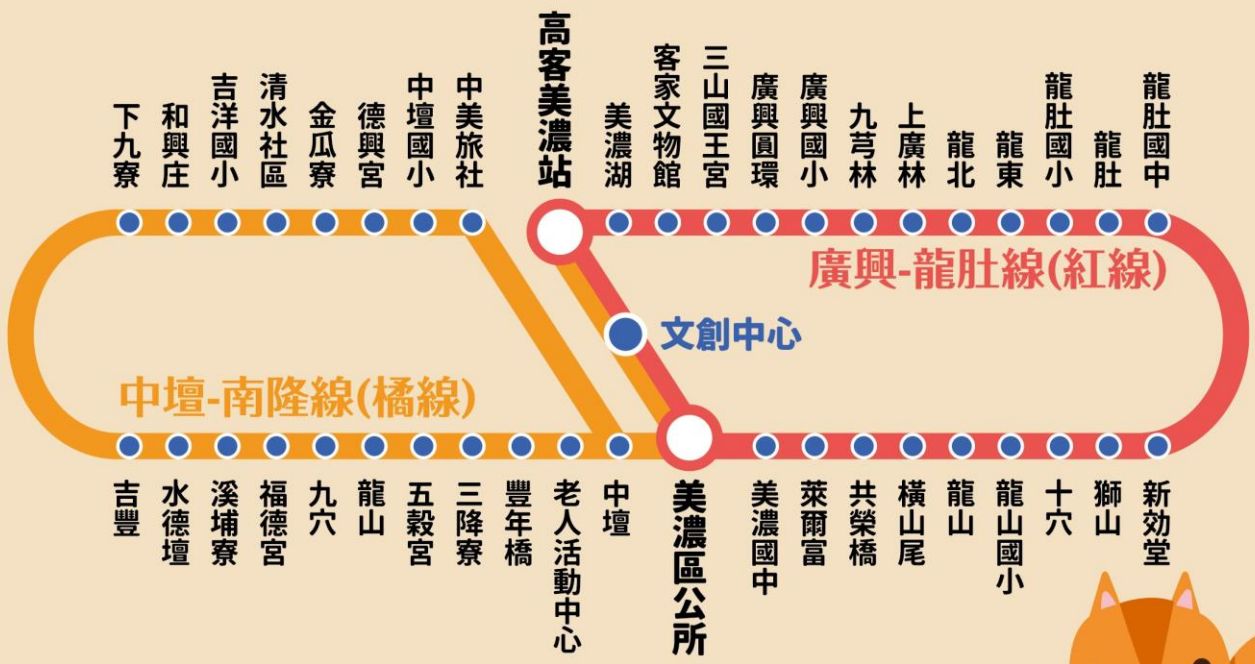 下九寮
和興庄
吉洋國小
清水社區
金瓜寮
德興宮
中壇國小
中美旅社
高客美濃站
美濃湖
客家文物館
三山國王宮
廣興圓環
廣興國小
九芎林
上廣林
龍北
龍東
龍肚國小
龍肚
龍肚國中
廣興-龍肚線(紅線)
文創中心
中壇-南隆線(橘線)
吉豐
水德壇
溪埔寮
福德宮
九穴
龍山
五穀宮
三降寮
豐年橋
老人活動中心
中壇
美濃區公所
美濃國中
萊爾富
共榮橋
橫山尾
龍山
龍山國小
十穴
獅山
新効堂